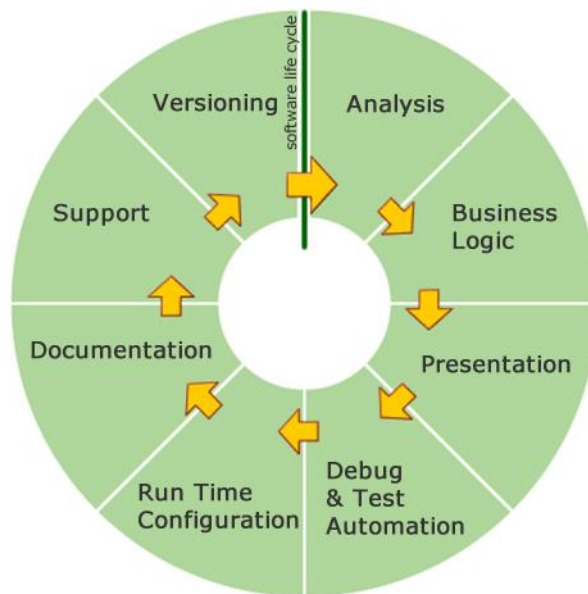 software life cycle
Analysis
Business
Logic
Presentation
Debug
& Test
Automation
Run Time
Configuration
Documentation
Support
Versioning